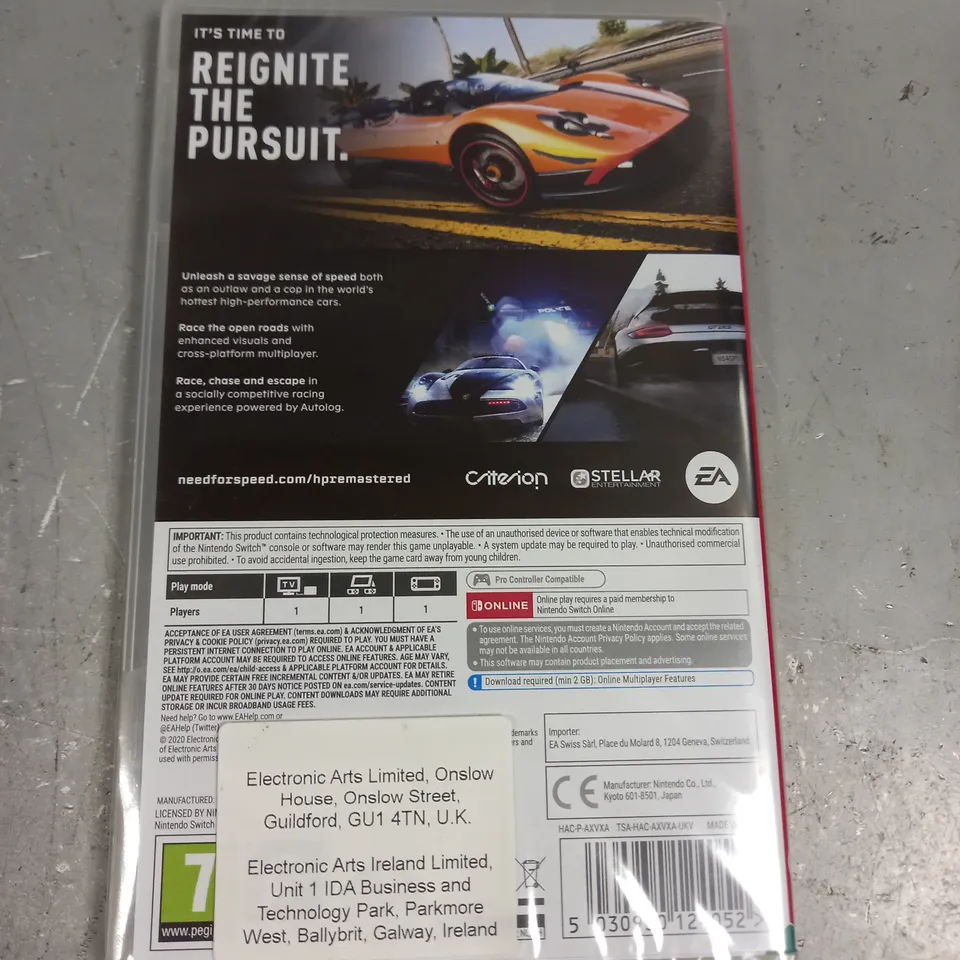 IT'S TIME TO
REIGNITE
THE
PURSUIT.
Unleash a savage sense of speed both
as an outlaw and a cop in the world's
hottest high-performance cars.
Race the open roads with
enhanced visuals and
cross-platform multiplayer.
Race, chase and escape in
a socially competitive racing
experience powered by Autolog.
POLICE
needforspeed.com/hpremastered
Criterion
STELLAR
ENTERTAINMENT
EA
IMPORTANT: This product contains technological protection measures. • The use of an unauthorised device or software that enables technical modification
of the Nintendo Switch™ console or software may render this game unplayable. • A system update may be required to play. • Unauthorised commercial
use prohibited. • To avoid accidental ingestion, keep the game card away from young children.
Play mode
TV
Players
1
1
1
Pro Controller Compatible
ONLINE
Online play requires a paid membership to
Nintendo Switch Online
• To use online services, you must create a Nintendo Account and accept the related
agreement. The Nintendo Account Privacy Policy applies. Some online services
may not be available in all countries.
• This software may contain product placement and advertising.
Download required (min 2 GB): Online Multiplayer Features
ACCEPTANCE OF EA USER AGREEMENT (terms.ea.com) & ACKNOWLEDGMENT OF EA'S
PRIVACY & COOKIE POLICY (privacy.ea.com) REQUIRED TO PLAY. YOU MUST HAVE A
PERSISTENT INTERNET CONNECTION TO PLAY ONLINE. EA ACCOUNT & APPLICABLE
PLATFORM ACCOUNT MAY BE REQUIRED TO ACCESS ONLINE FEATURES. AGE MAY VARY,
SEE http://o.ea.com/ea/child-access & APPLICABLE PLATFORM ACCOUNT FOR DETAILS.
EA MAY PROVIDE CERTAIN FREE INCREMENTAL CONTENT &/OR UPDATES. EA MAY RETIRE
ONLINE FEATURES AFTER 30 DAYS NOTICE POSTED ON ea.com/service-updates. CONTENT
UPDATE REQUIRED FOR ONLINE PLAY. CONTENT DOWNLOADS MAY REQUIRE ADDITIONAL
STORAGE OR INCUR BROADBAND USAGE FEES.
Need help? Go to www.EAHelp.com or
@EAHelp (Twitter)
© 2020 Electronic
of Electronic Arts
used with
MANUFACTURED:
LICENSED BY
Nintendo Switch
Importer:
EA Swiss Sàrl, Place du Molard 8, 1204 Geneva, Switzerland
CE
Manufacturer: Nintendo Co., Ltd.,
Kyoto 601-8501, Japan
HAC-P-AXVXA TSA-HAC-AXVXA-UKV MADE
Electronic Arts Limited, Onslow
House, Onslow Street,
Guildford, GU1 4TN, U.K.
Electronic Arts Ireland Limited,
Unit 1 IDA Business and
Technology Park, Parkmore
West, Ballybrit, Galway, Ireland
7
www.pegi